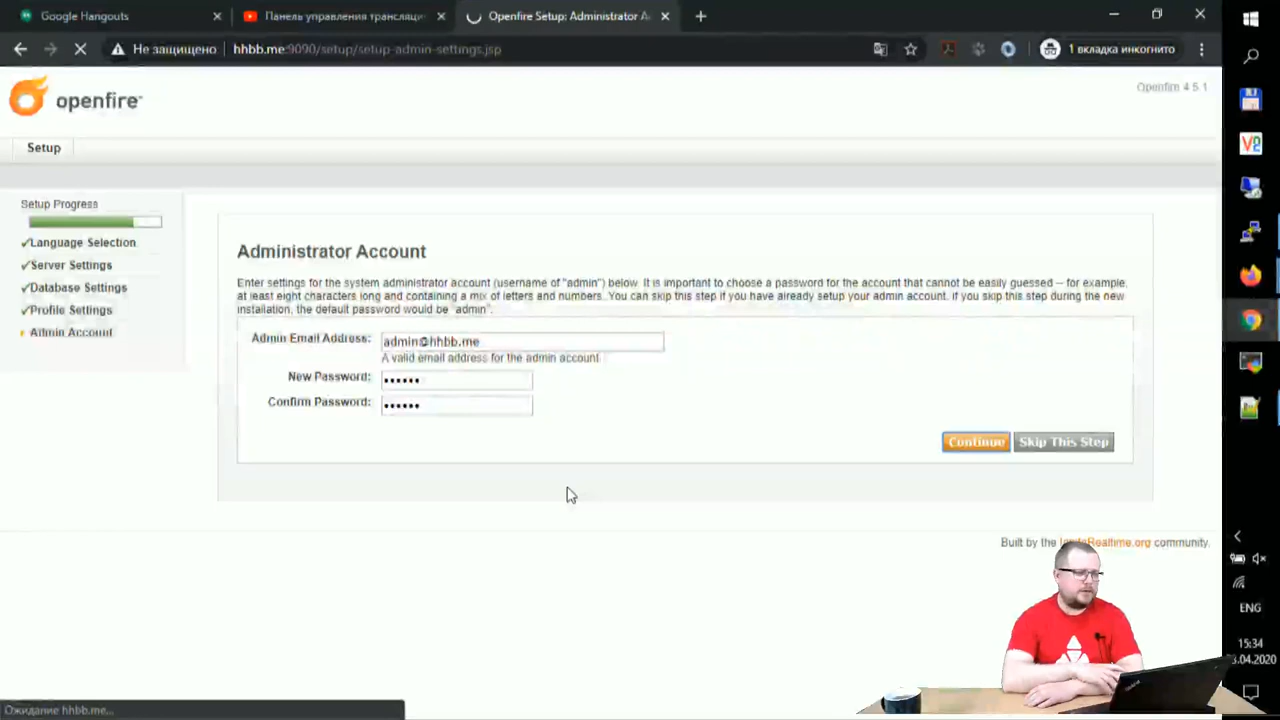 Google Hangouts
Панель управления трансляци
Openfire Setup: Administrator A
Не защищено
hhbb.me:9090/setup/setup-admin-settings.jsp
1 вкладка инкогнито
openfire
Openfire 4.5.1
Setup
Setup Progress
✓Language Selection
✓Server Settings
✓Database Settings
✓Profile Settings
Admin Account
Administrator Account
Enter settings for the system administrator account (username of "admin") below. It is important to choose a password for the account that cannot be easily guessed -- for example,
at least eight characters long and containing a mix of letters and numbers. You can skip this step if you have already setup your admin account, if you skip this step during the new
installation, the default password would be "admin".
Admin Email Address:
admin@hhbb.me
A valid email address for the admin account
New Password:
••••••
Confirm Password:
••••••
Continue
Skip This Step
Built by the IgniteRealtime.org community.
Ожидание hhbb.me...
ENG
15:34
3.04.2020